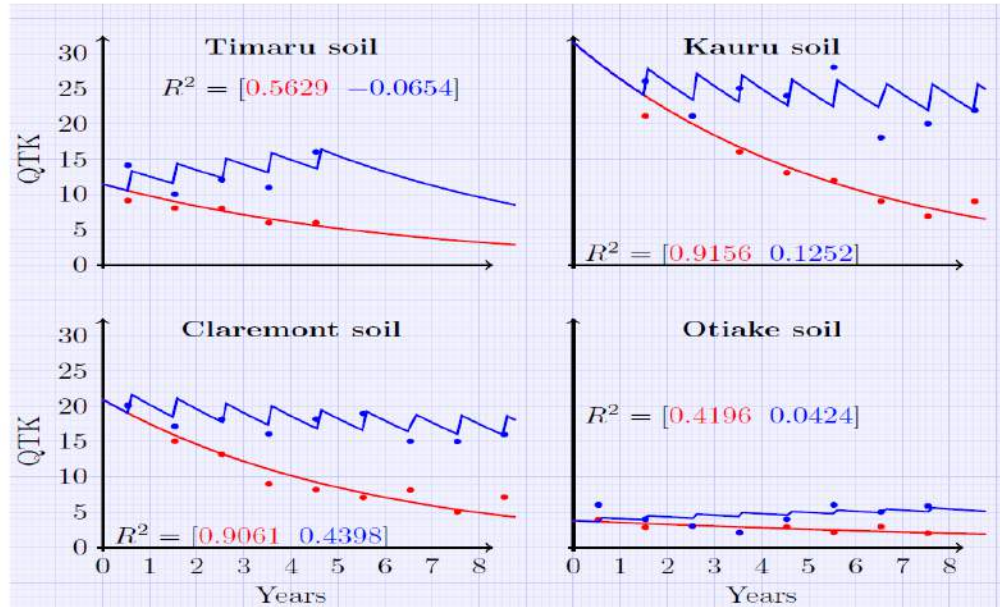 Timaru soil
R² = [0.5629 −0.0654]
QTK
30
25
20
15
10
5
0
Kauru soil
R² = [0.9156 0.1252]
Claremont soil
R² = [0.9061 0.4398]
QTK
30
25
20
15
10
5
0
0 1 2 3 4 5 6 7 8
Years
Otiake soil
R² = [0.4196 0.0424]
0 1 2 3 4 5 6 7 8
Years